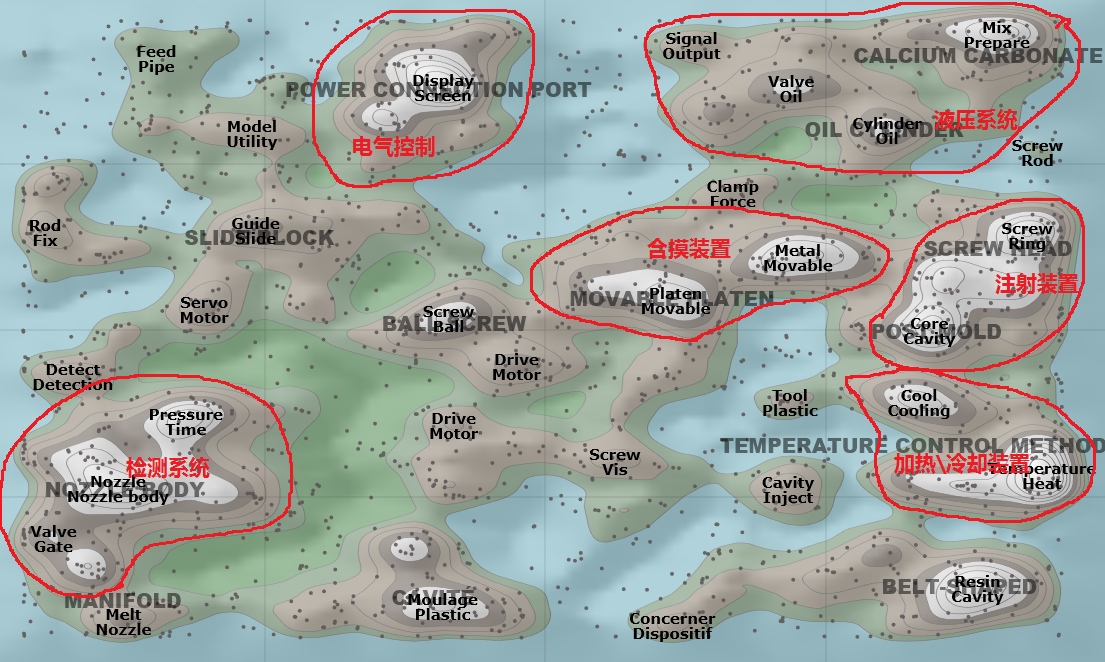 Feed
Pipe
POWER CONNECTION PORT
Display
Screen
电气控制
Model
Utility
Signal
Output
Mix
Prepare
CALCIUM CARBONATE
Valve
Oil
OIL CYLINDER
Cylinder
Oil
液压系统
Screw
Rod
Clamp
Force
Rod
Fix
SLIDE BLOCK
Guide
Slide
Servo
Motor
合摸装置
Metal
Movable
MOVABLE PLATEN
Platen
Movable
Screw
Ring
SCREW HEAD
注射装置
Core
Cavity
POST MOLD
BALL SCREW
Screw
Ball
Drive
Motor
Detect
Detection
Pressure
Time
检测系统
NOZZLE BODY
Nozzle
Nozzle body
Valve
Gate
Drive
Motor
Screw
Vis
Tool
Plastic
Cool
Cooling
TEMPERATURE CONTROL METHOD
加热\冷却装置
Temperature
Heat
Cavity
Inject
MANIFOLD
Melt
Nozzle
CAVITE
Moulage
Plastic
Concerner
Dispositif
BELT-SHAPED
Resin
Cavity